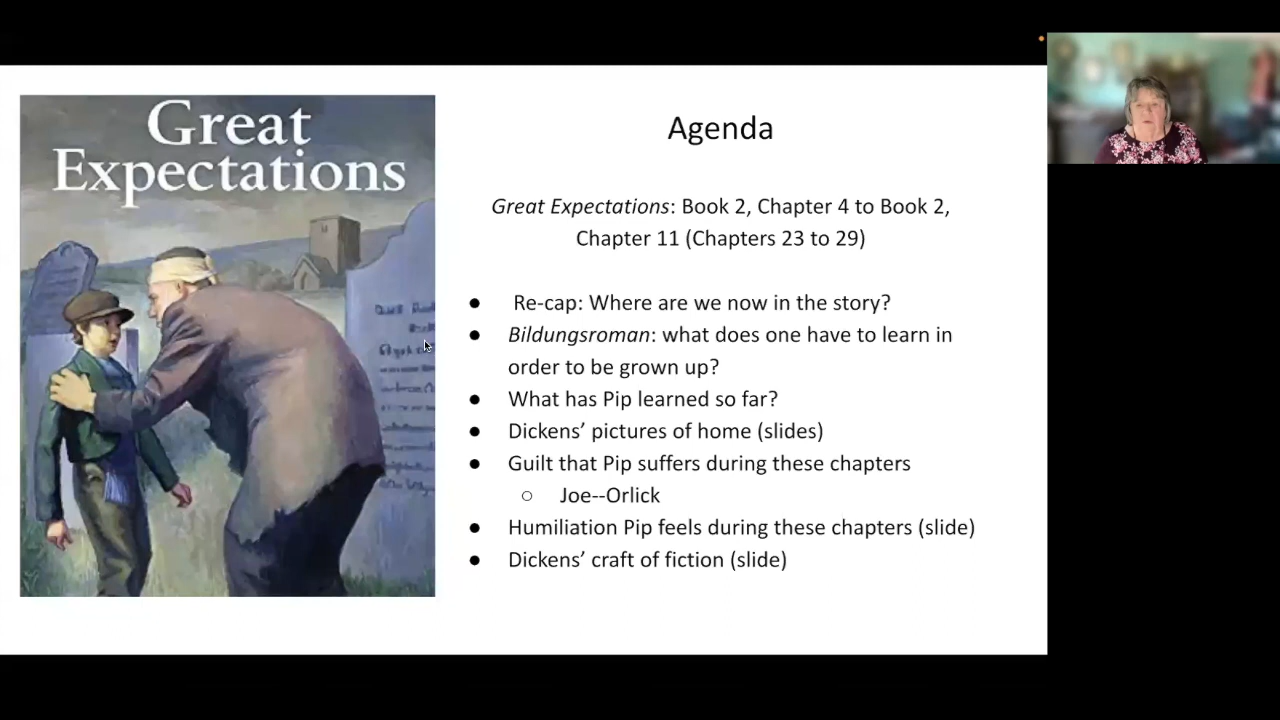 Great
Expectations
Agenda
Great Expectations: Book 2, Chapter 4 to Book 2,
Chapter 11 (Chapters 23 to 29)
● Re-cap: Where are we now in the story?
● Bildungsroman: what does one have to learn in
order to be grown up?
● What has Pip learned so far?
● Dickens’ pictures of home (slides)
● Guilt that Pip suffers during these chapters
○ Joe--Orlick
● Humiliation Pip feels during these chapters (slide)
● Dickens’ craft of fiction (slide)